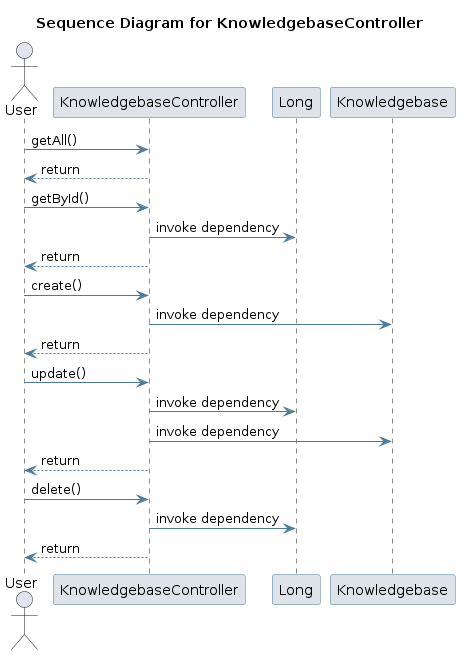 Sequence Diagram for KnowledgebaseController
User
KnowledgebaseController
Long
Knowledgebase
getAll()
return
getById()
invoke dependency
return
create()
invoke dependency
return
update()
invoke dependency
invoke dependency
return
delete()
invoke dependency
return
User
KnowledgebaseController
Long
Knowledgebase